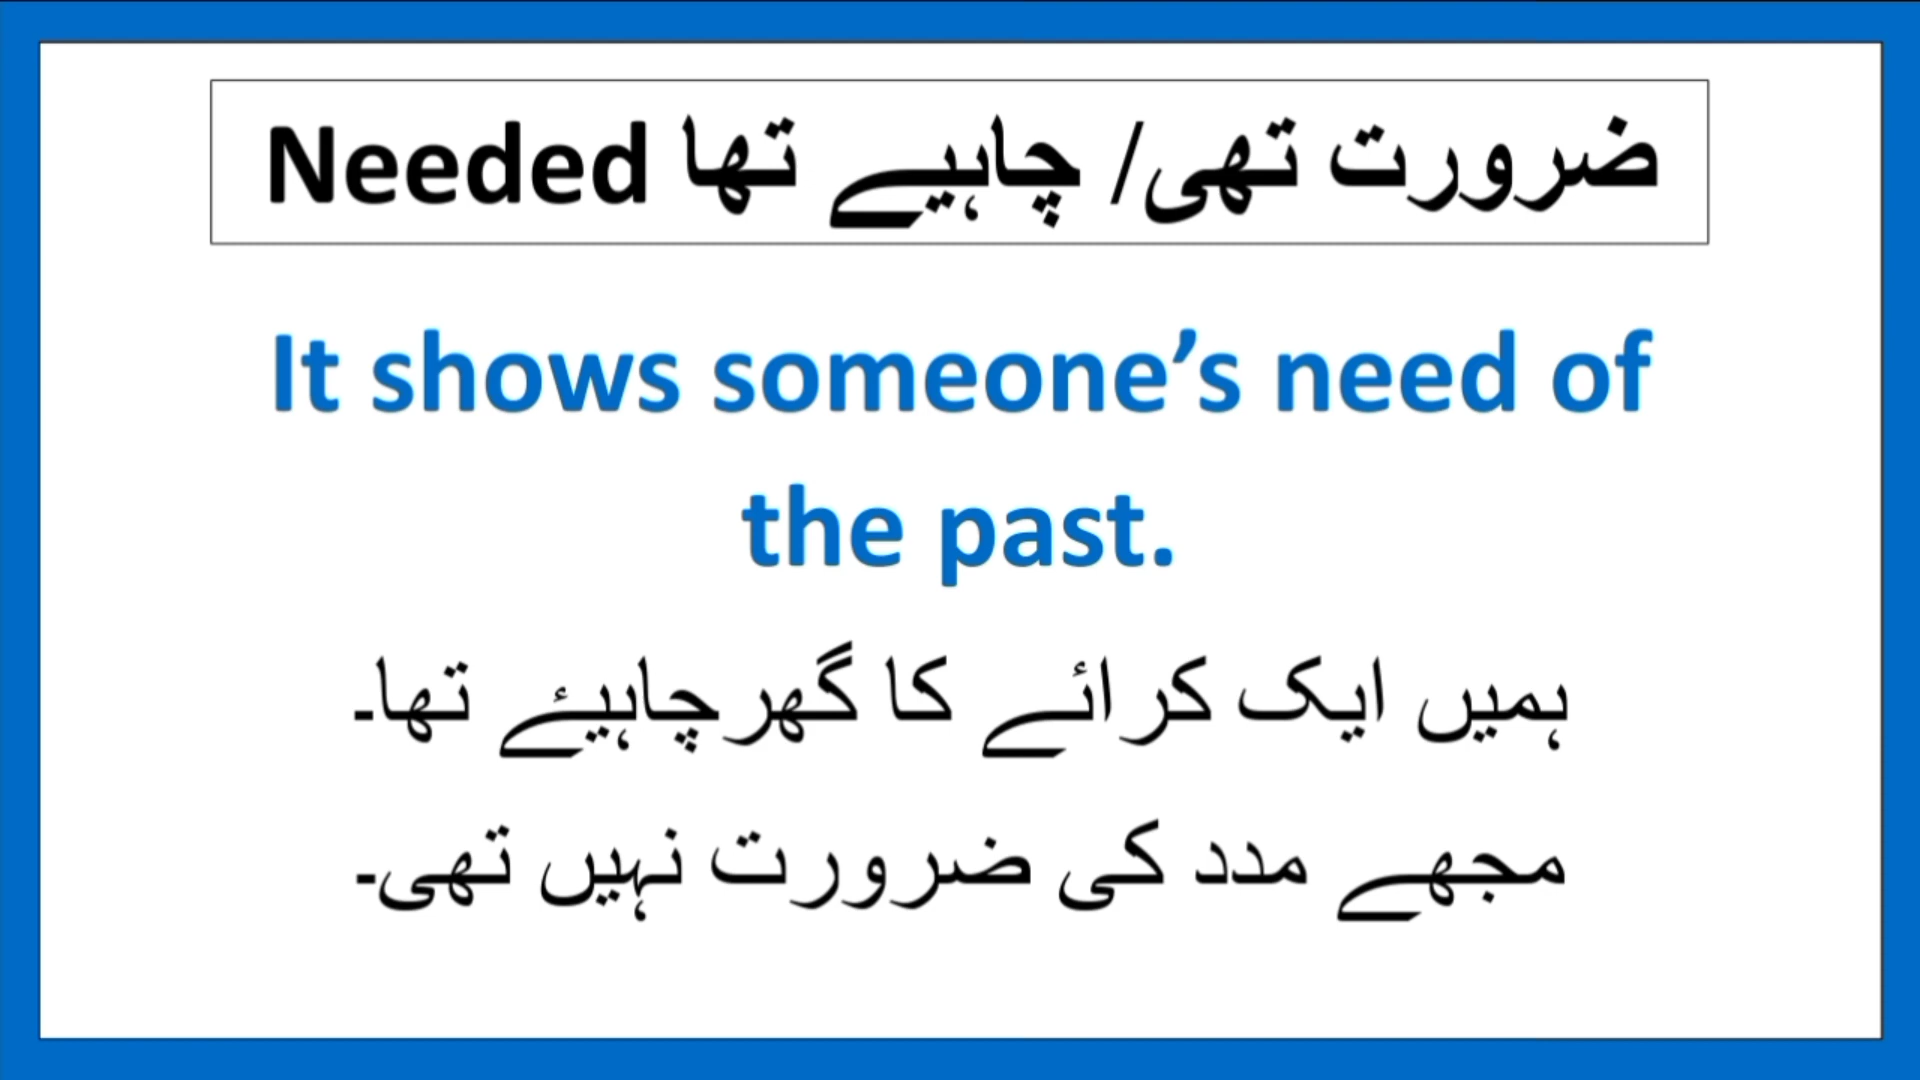 Needed ضرورت تھی/ چاہیے تھا
It shows someone’s need of
the past.
ہمیں ایک کرائے کا گھرچاہیئے تھا۔
مجھے مدد کی ضرورت نہیں تھی۔